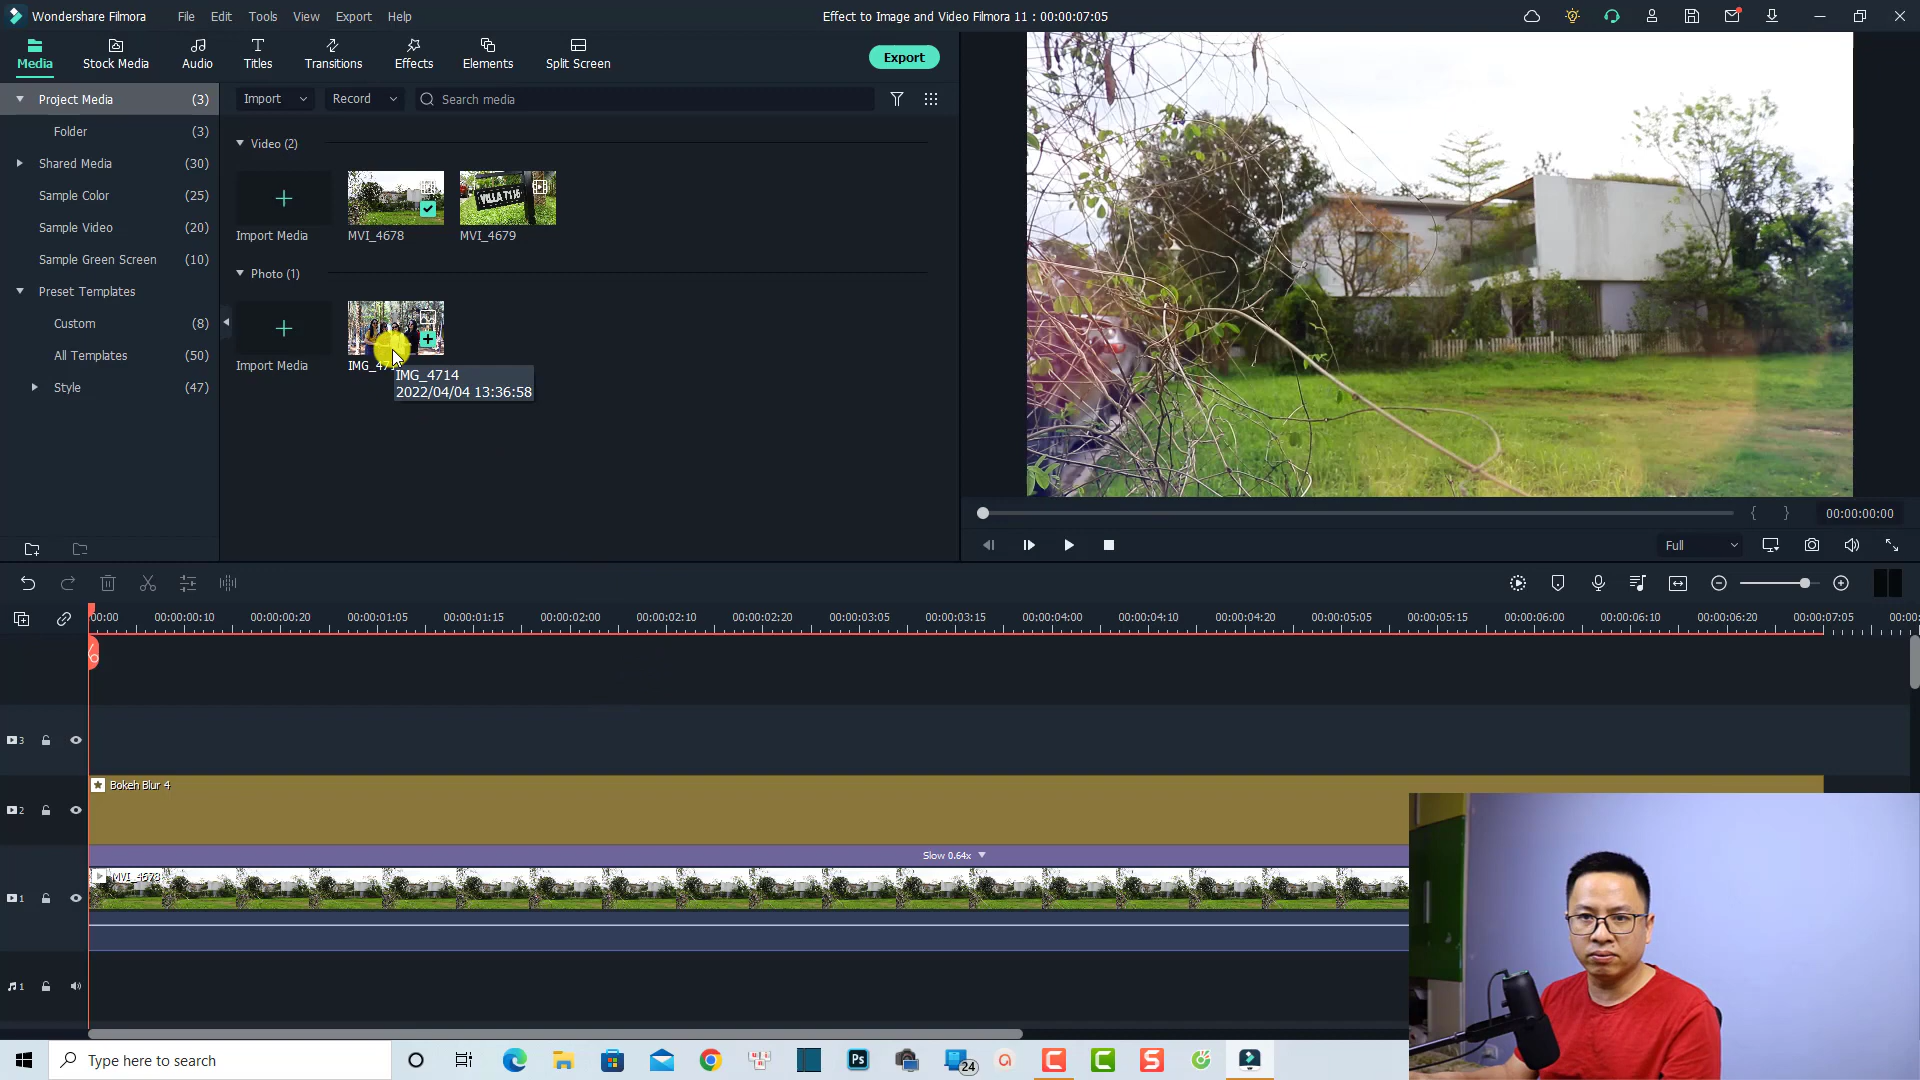 Wondershare Filmora File Edit Tools View Export Help Effect to Image and Video Filmora 11 : 00:00:07:05
Media Stock Media Audio Titles Transitions Effects Elements Split Screen Export
Project Media (3) Import Record Search media
Folder (3)
Video (2)
Shared Media (30)
Sample Color (25)
VILLA TY16
Sample Video (20)
Import Media MVI_4678 MVI_4679
Sample Green Screen (10)
Photo (1)
Preset Templates
Custom (8)
All Templates (50)
Import Media
IMG_4714
2022/04/04 13:36:58
Style (47)
{ } 00:00:00:00
Full
00:00 00:00:00:10 00:00:00:20 00:00:01:05 00:00:01:15 00:00:02:00 00:00:02:10 00:00:02:20 00:00:03:05 00:00:03:15 00:00:04:00 00:00:04:10 00:00:04:20 00:00:05:05 00:00:05:15 00:00:06:00 00:00:06:10 00:00:06:20 00:00:07:05
3
Bokeh Blur 4
2
Slow 0.64x
MVI_4678
1
1
Type here to search
Ps
24